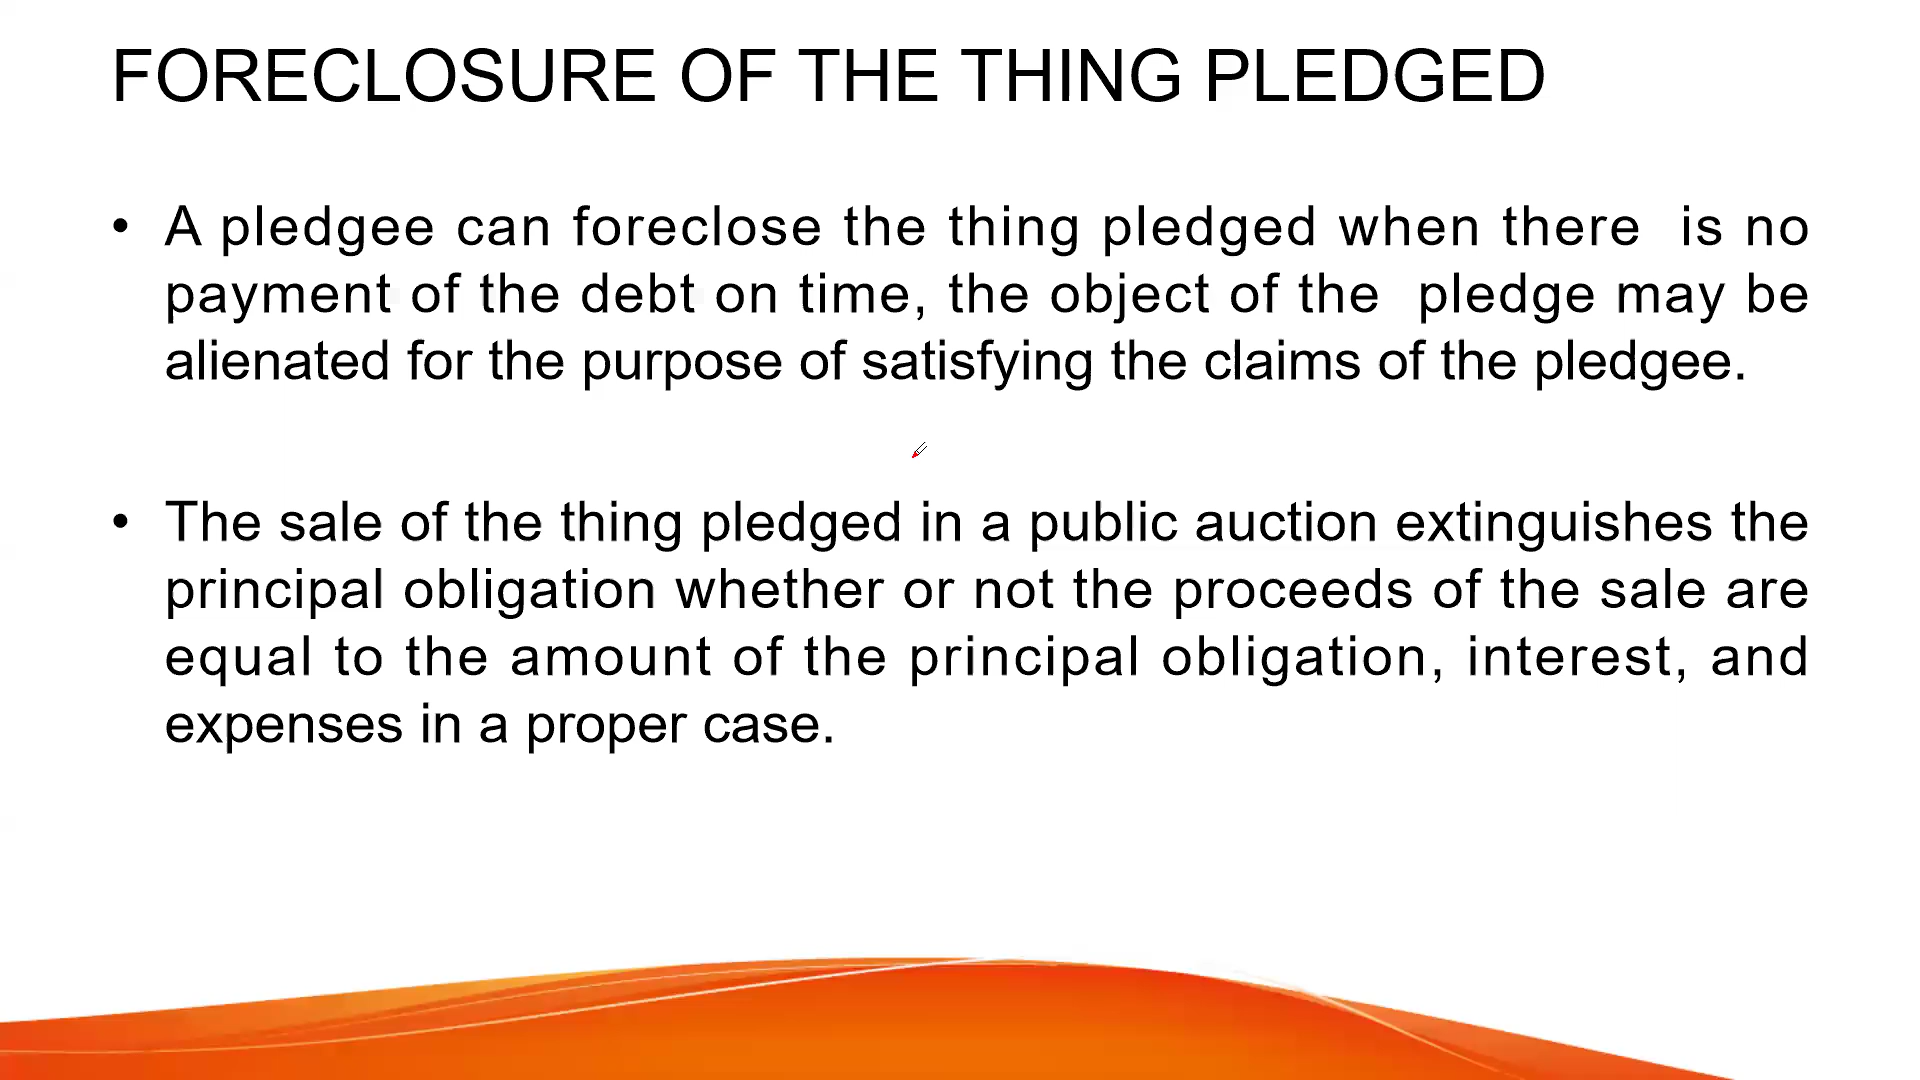 FORECLOSURE OF THE THING PLEDGED
• A pledgee can foreclose the thing pledged when there is no
payment of the debt on time, the object of the pledge may be
alienated for the purpose of satisfying the claims of the pledgee.
• The sale of the thing pledged in a public auction extinguishes the
principal obligation whether or not the proceeds of the sale are
equal to the amount of the principal obligation, interest, and
expenses in a proper case.